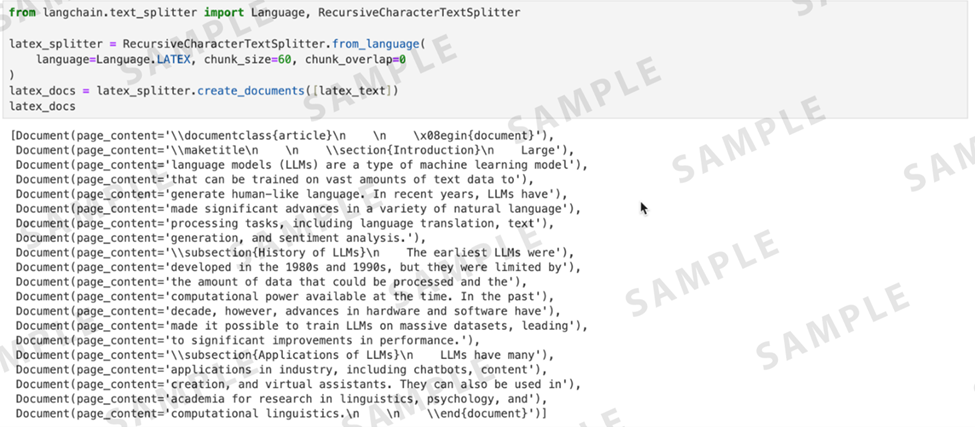 from langchain.text_splitter import Language, RecursiveCharacterTextSplitter
latex_splitter = RecursiveCharacterTextSplitter.from_language(
    language=Language.LATEX, chunk_size=60, chunk_overlap=0
)
latex_docs = latex_splitter.create_documents([latex_text])
latex_docs
[Document(page_content='\\documentclass{article}\n    \n    \x08egin{document}'),
 Document(page_content='\\maketitle\n    \n    \\section{Introduction}\n    Large'),
 Document(page_content='language models (LLMs) are a type of machine learning model'),
 Document(page_content='that can be trained on vast amounts of text data to'),
 Document(page_content='generate human-like language. In recent years, LLMs have'),
 Document(page_content='made significant advances in a variety of natural language'),
 Document(page_content='processing tasks, including language translation, text'),
 Document(page_content='generation, and sentiment analysis.'),
 Document(page_content='\\subsection{History of LLMs}\n    The earliest LLMs were'),
 Document(page_content='developed in the 1980s and 1990s, but they were limited by'),
 Document(page_content='the amount of data that could be processed and the'),
 Document(page_content='computational power available at the time. In the past'),
 Document(page_content='decade, however, advances in hardware and software have'),
 Document(page_content='made it possible to train LLMs on massive datasets, leading'),
 Document(page_content='to significant improvements in performance.'),
 Document(page_content='\\subsection{Applications of LLMs}\n    LLMs have many'),
 Document(page_content='applications in industry, including chatbots, content'),
 Document(page_content='creation, and virtual assistants. They can also be used in'),
 Document(page_content='academia for research in linguistics, psychology, and'),
 Document(page_content='computational linguistics.\n    \n    \\end{document}')]
SAMPLE
SAMPLE
SAMPLE
SAMPLE
SAMPLE
SAMPLE